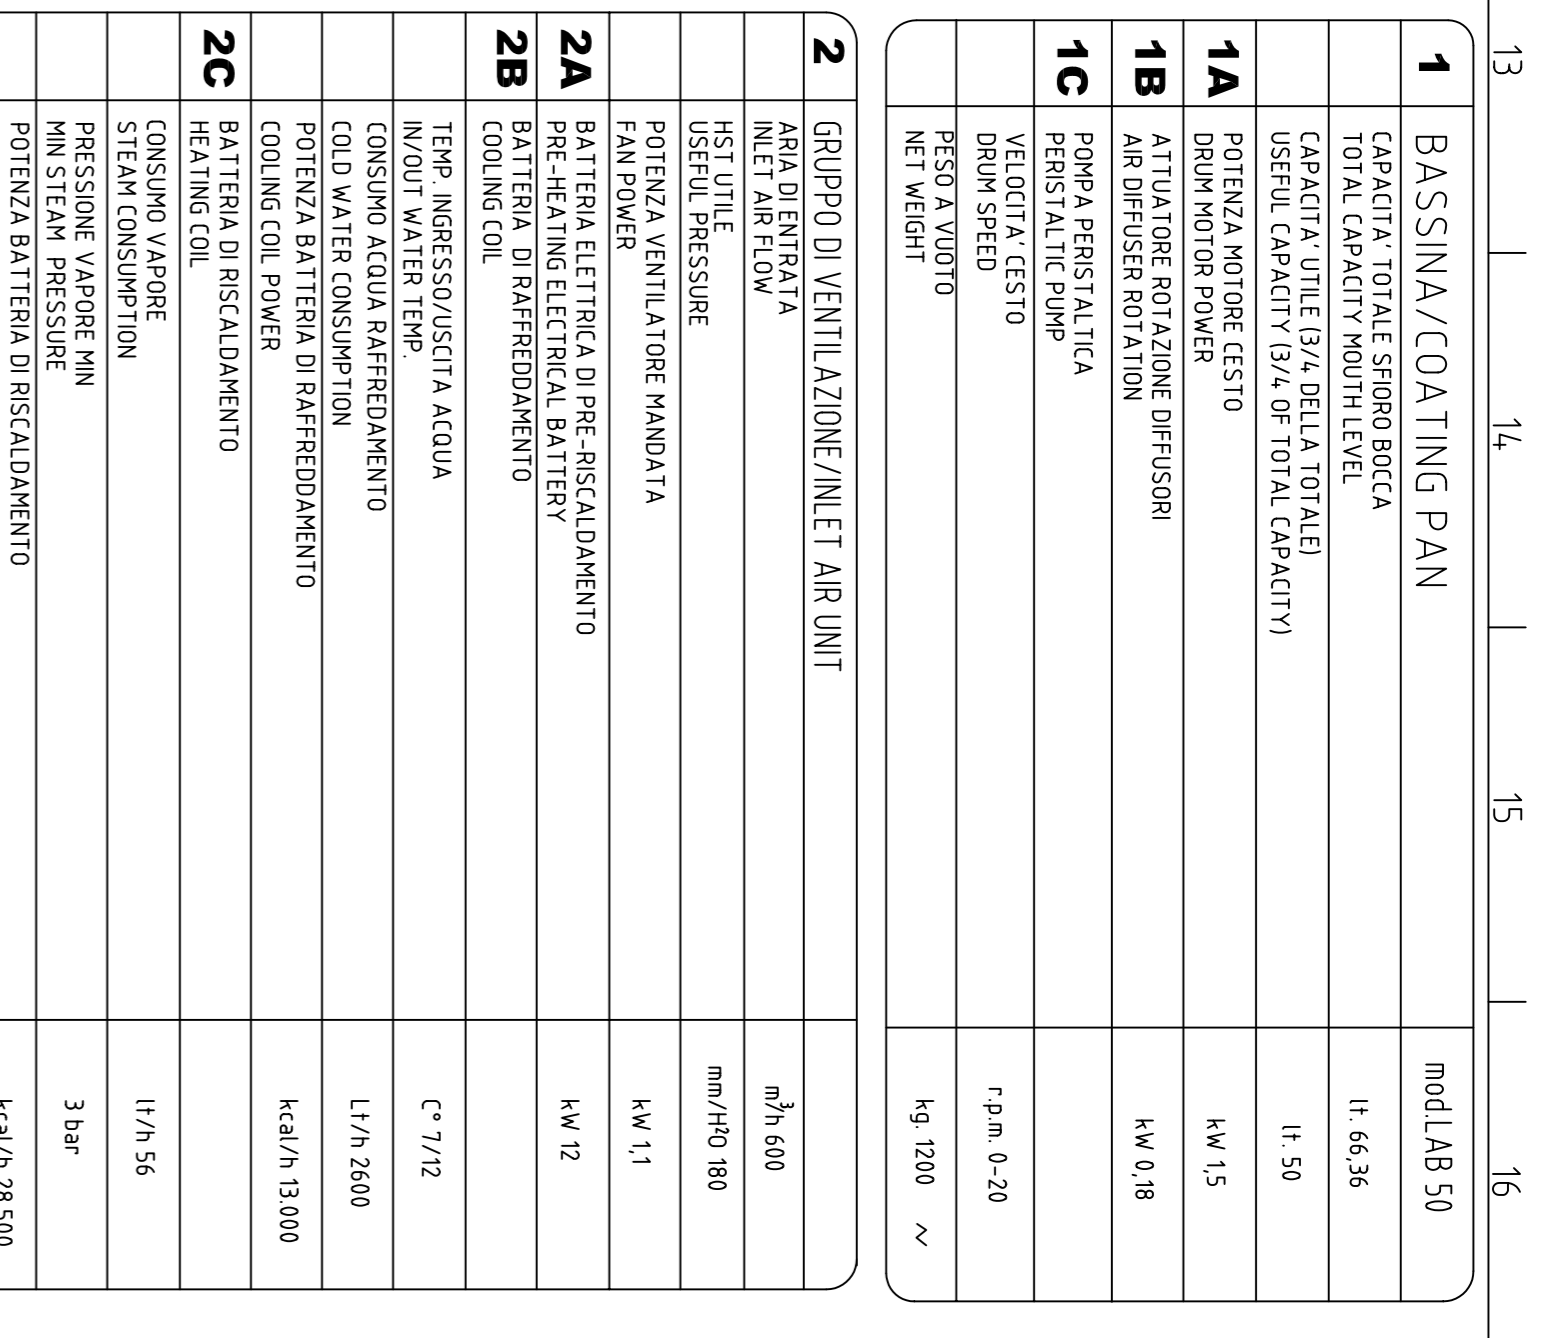 13
14
15
16
1 BASSINA/COATING PAN mod.LAB 50
CAPACITA' TOTALE SFIORO BOCCA
TOTAL CAPACITY MOUTH LEVEL
lt. 66,36
CAPACITA' UTILE (3/4 DELLA TOTALE)
USEFUL CAPACITY (3/4 OF TOTAL CAPACITY)
lt. 50
1A
POTENZA MOTORE CESTO
DRUM MOTOR POWER
kW 1,5
1B
ATTUATORE ROTAZIONE DIFFUSORI
AIR DIFFUSER ROTATION
kW 0,18
1C
POMPA PERISTALTICA
PERISTALTIC PUMP
VELOCITA' CESTO
DRUM SPEED
r.p.m. 0-20
PESO A VUOTO
NET WEIGHT
kg. 1200 ~
2 GRUPPO DI VENTILAZIONE/INLET AIR UNIT
ARIA DI ENTRATA
INLET AIR FLOW
m³/h 600
HST UTILE
USEFUL PRESSURE
mm/H²O 180
POTENZA VENTILATORE MANDATA
FAN POWER
kW 1,1
2A
BATTERIA ELETTRICA DI PRE-RISCALDAMENTO
PRE-HEATING ELECTRICAL BATTERY
kW 12
2B
BATTERIA DI RAFFREDDAMENTO
COOLING COIL
TEMP. INGRESSO/USCITA ACQUA
IN/OUT WATER TEMP.
C° 7/12
CONSUMO ACQUA RAFFREDAMENTO
COLD WATER CONSUMPTION
Lt/h 2600
POTENZA BATTERIA DI RAFFREDDAMENTO
COOLING COIL POWER
kcal/h 13.000
2C
BATTERIA DI RISCALDAMENTO
HEATING COIL
CONSUMO VAPORE
STEAM CONSUMPTION
lt/h 56
PRESSIONE VAPORE MIN
MIN STEAM PRESSURE
3 bar
POTENZA BATTERIA DI RISCALDAMENTO
kcal/h 28.500